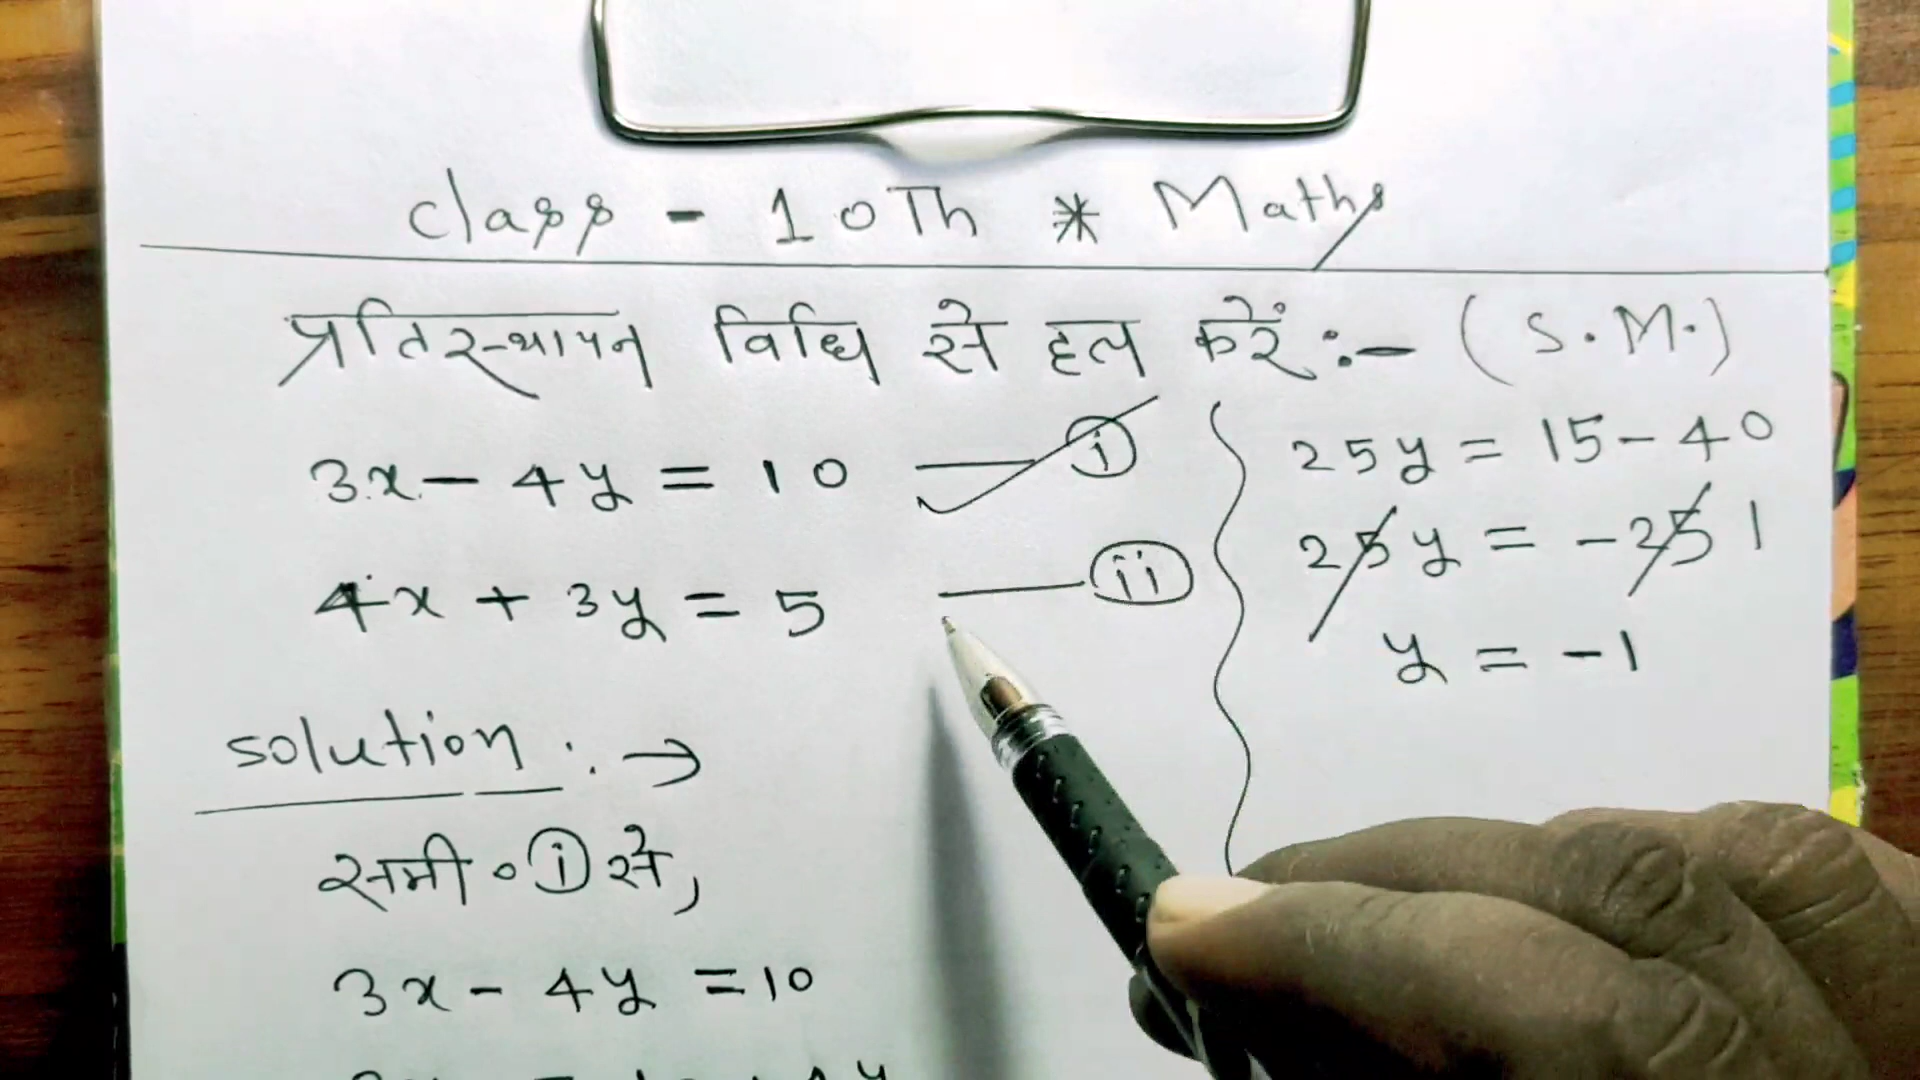 Class - 10Th * Maths
प्रतिस्थापन विधि से हल करें :- (S.M.)
3x - 4y = 10 — (i)
4x + 3y = 5 — (ii)
solution :→
समी० (i) से,
3x - 4y = 10
25y = 15 - 40
25y = -25 1
y = -1